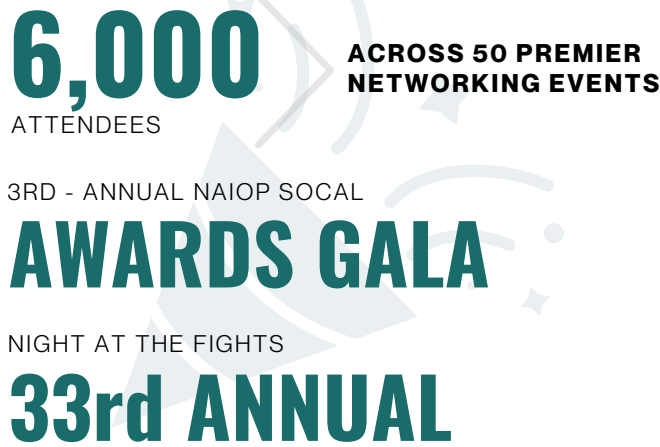 6,000
ATTENDEES
ACROSS 50 PREMIER
NETWORKING EVENTS
3RD - ANNUAL NAIOP SOCAL
AWARDS GALA
NIGHT AT THE FIGHTS
33rd ANNUAL